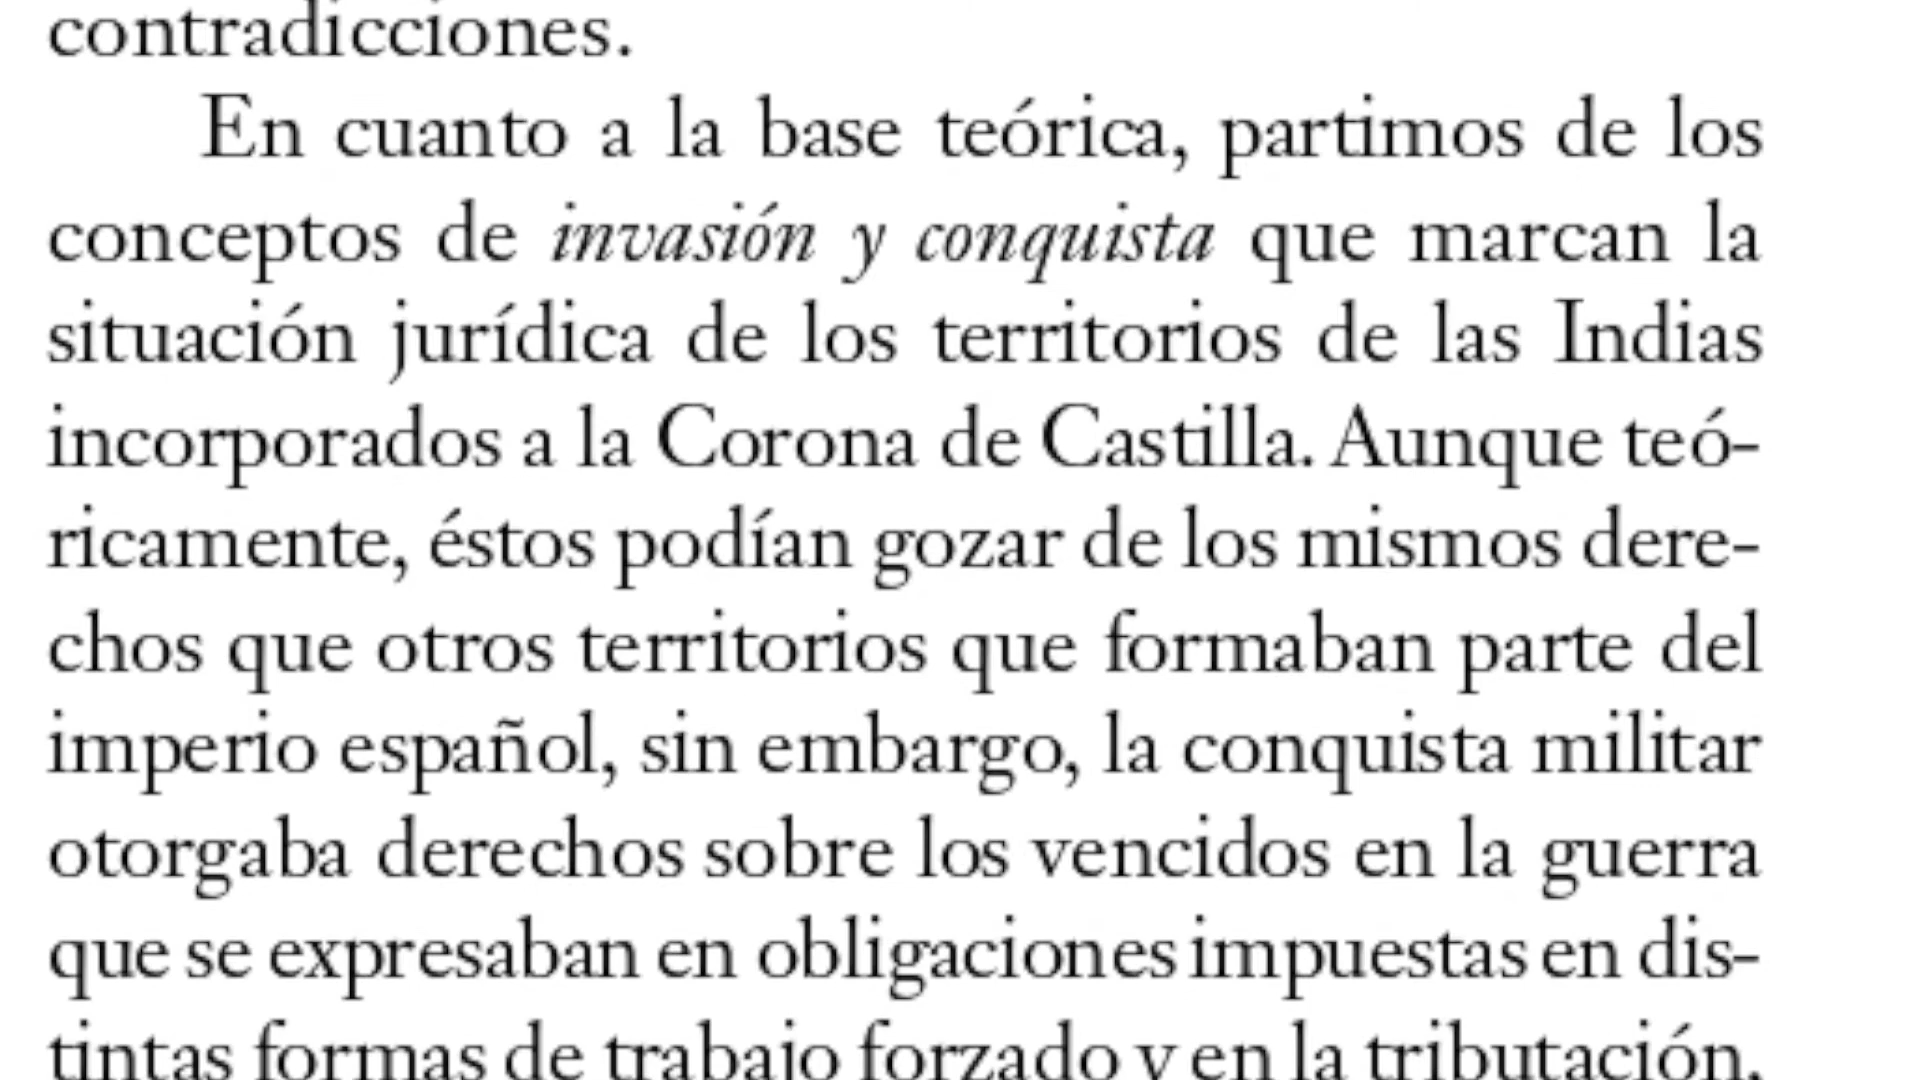 contradicciones.
En cuanto a la base teórica, partimos de los
conceptos de invasión y conquista que marcan la
situación jurídica de los territorios de las Indias
incorporados a la Corona de Castilla. Aunque teó-
ricamente, éstos podían gozar de los mismos dere-
chos que otros territorios que formaban parte del
imperio español, sin embargo, la conquista militar
otorgaba derechos sobre los vencidos en la guerra
que se expresaban en obligaciones impuestas en dis-
tintas formas de trabajo forzado y en la tributación.